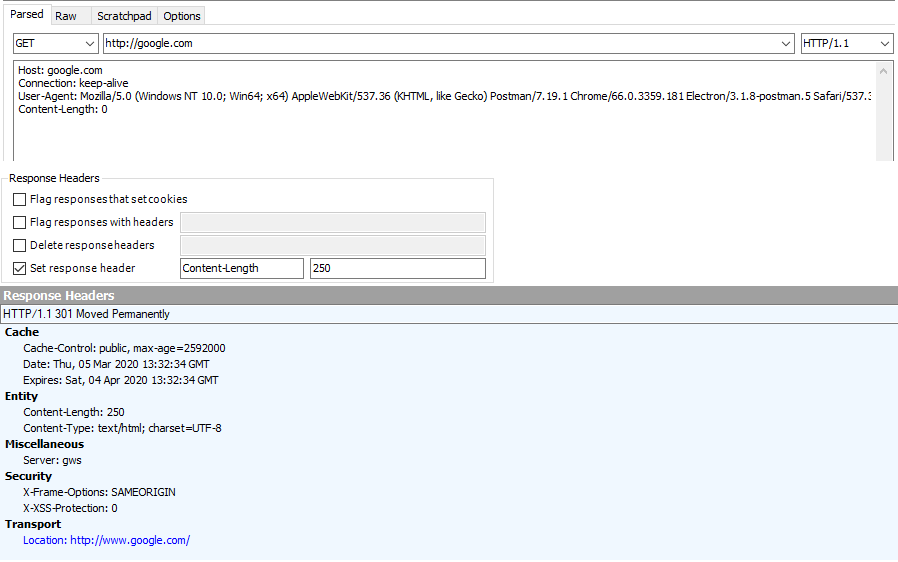 Parsed Raw Scratchpad Options
GET http://google.com HTTP/1.1
Host: google.com
Connection: keep-alive
User-Agent: Mozilla/5.0 (Windows NT 10.0; Win64; x64) AppleWebKit/537.36 (KHTML, like Gecko) Postman/7.19.1 Chrome/66.0.3359.181 Electron/3.1.8-postman.5 Safari/537.3
Content-Length: 0
Response Headers
Flag responses that set cookies
Flag responses with headers
Delete response headers
Set response header Content-Length 250
Response Headers
HTTP/1.1 301 Moved Permanently
Cache
Cache-Control: public, max-age=2592000
Date: Thu, 05 Mar 2020 13:32:34 GMT
Expires: Sat, 04 Apr 2020 13:32:34 GMT
Entity
Content-Length: 250
Content-Type: text/html; charset=UTF-8
Miscellaneous
Server: gws
Security
X-Frame-Options: SAMEORIGIN
X-XSS-Protection: 0
Transport
Location: http://www.google.com/